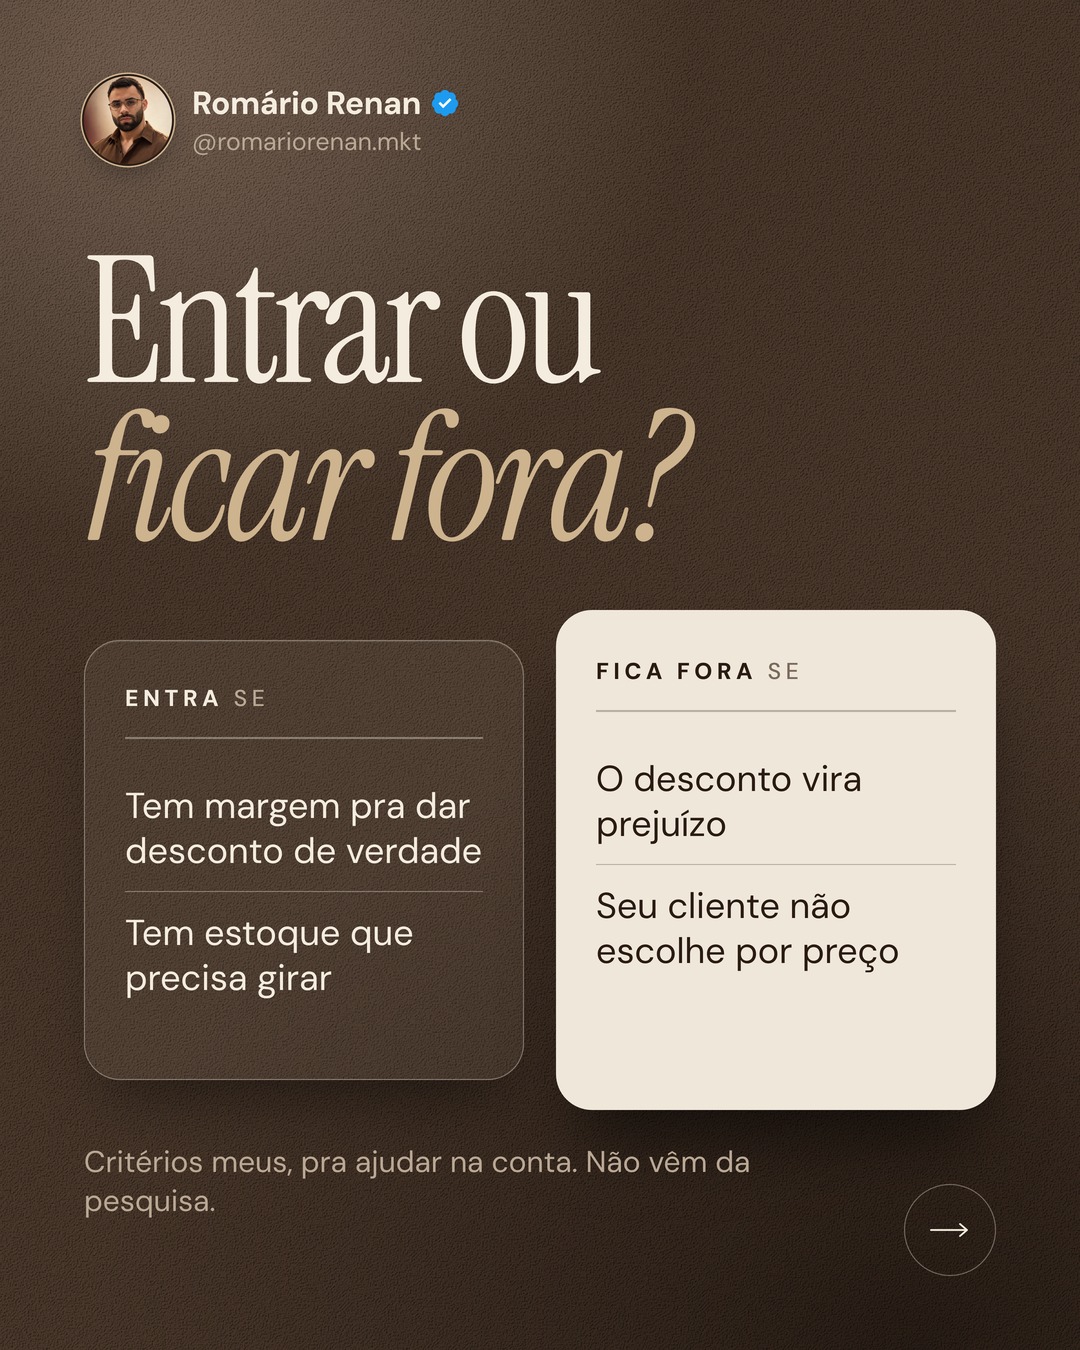 Romário Renan
@romariorenan.mkt
Entrar ou
ficar fora?
ENTRA SE
Tem margem pra dar
desconto de verdade
Tem estoque que
precisa girar
FICA FORA SE
O desconto vira
prejuízo
Seu cliente não
escolhe por preço
Critérios meus, pra ajudar na conta. Não vêm da
pesquisa.